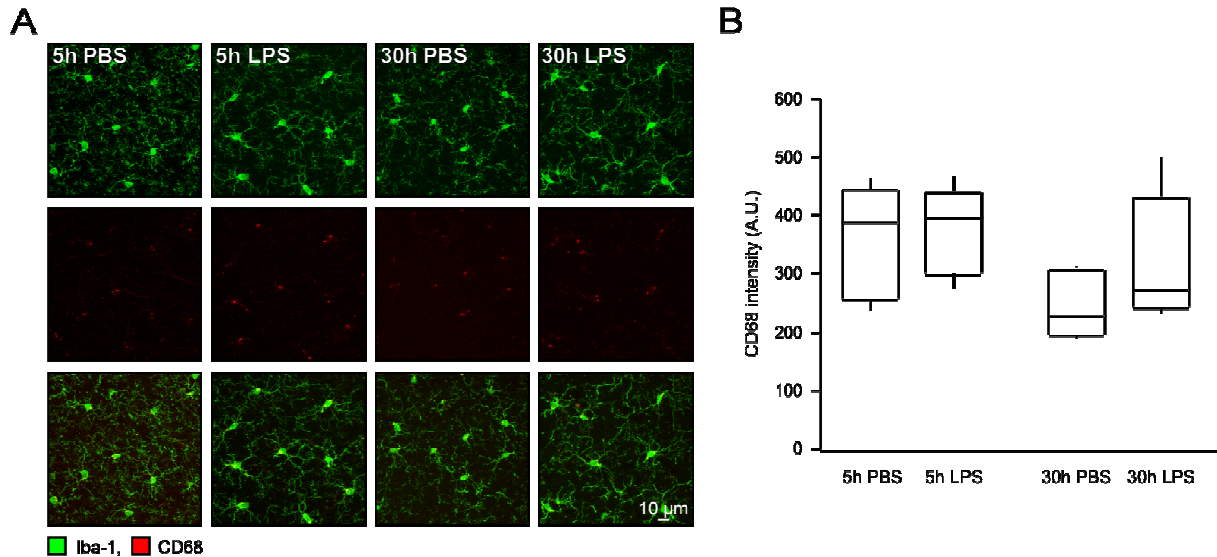 A
B
5h PBS
5h LPS
30h PBS
30h LPS
10 µm
Iba-1, CD68
CD68 intensity (A.U.)
600
500
400
300
200
100
0
5h PBS
5h LPS
30h PBS
30h LPS